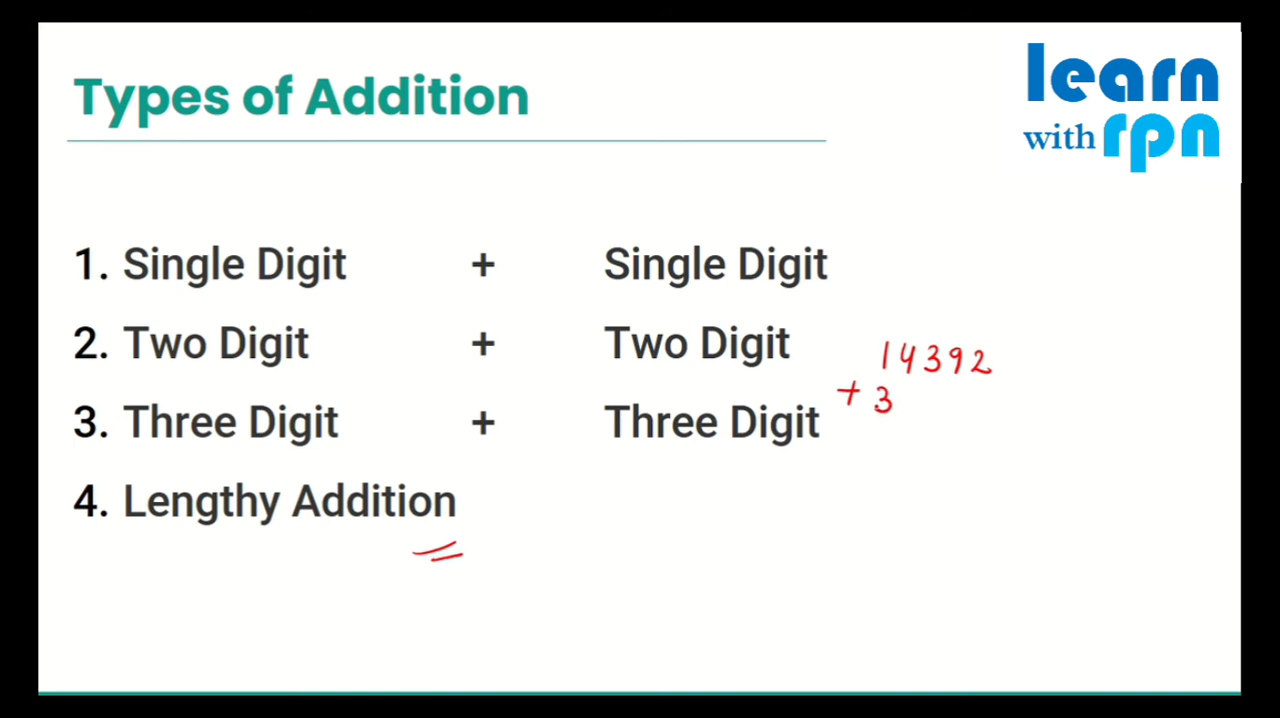 Types of Addition
learn
with rpn
1. Single Digit + Single Digit
2. Two Digit + Two Digit
14392
+ 3
3. Three Digit + Three Digit
4. Lengthy Addition